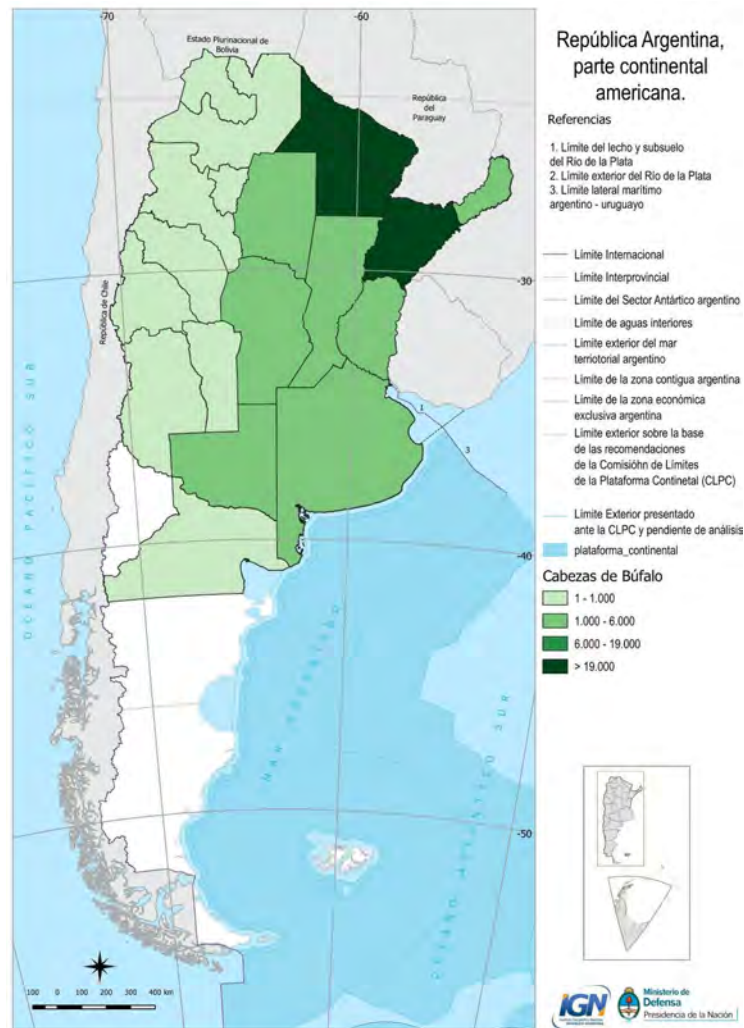 -70
-60
Estado Plurinacional de
Bolivia
República
del
Paraguay
República de Chile
-30
-40
-50
OCEANO PACIFICO SUR
MAR ARGENTINO
OCEANO ATLANTICO SUR
1
3
100 0 100 200 300 400 km
República Argentina,
parte continental
americana.
Referencias
1. Límite del lecho y subsuelo
del Río de la Plata
2. Límite exterior del Río de la Plata
3. Límite lateral marítimo
argentino - uruguayo
Límite Internacional
Límite Interprovincial
Límite del Sector Antártico argentino
Límite de aguas interiores
Límite exterior del mar
terriotorial argentino
Límite de la zona contigua argentina
Límite de la zona económica
exclusiva argentina
Límite exterior sobre la base
de las recomendaciones
de la Comisióhn de Límites
de la Plataforma Continetal (CLPC)
Límite Exterior presentado
ante la CLPC y pendiente de análisis
plataforma_continental
Cabezas de Búfalo
1 - 1.000
1.000 - 6.000
6.000 - 19.000
> 19.000
IGN
Ministerio de
Defensa
Presidencia de la Nación